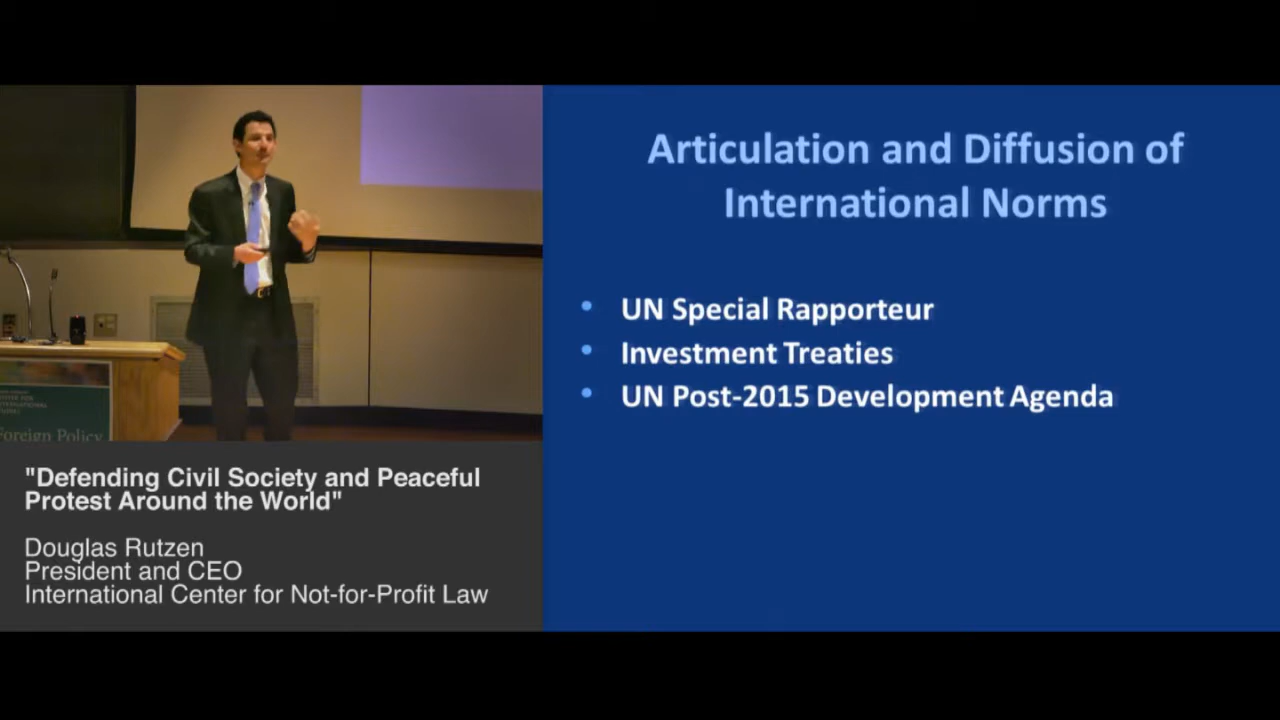 Articulation and Diffusion of
International Norms
• UN Special Rapporteur
• Investment Treaties
• UN Post-2015 Development Agenda
Foreign Policy
"Defending Civil Society and Peaceful
Protest Around the World"
Douglas Rutzen
President and CEO
International Center for Not-for-Profit Law